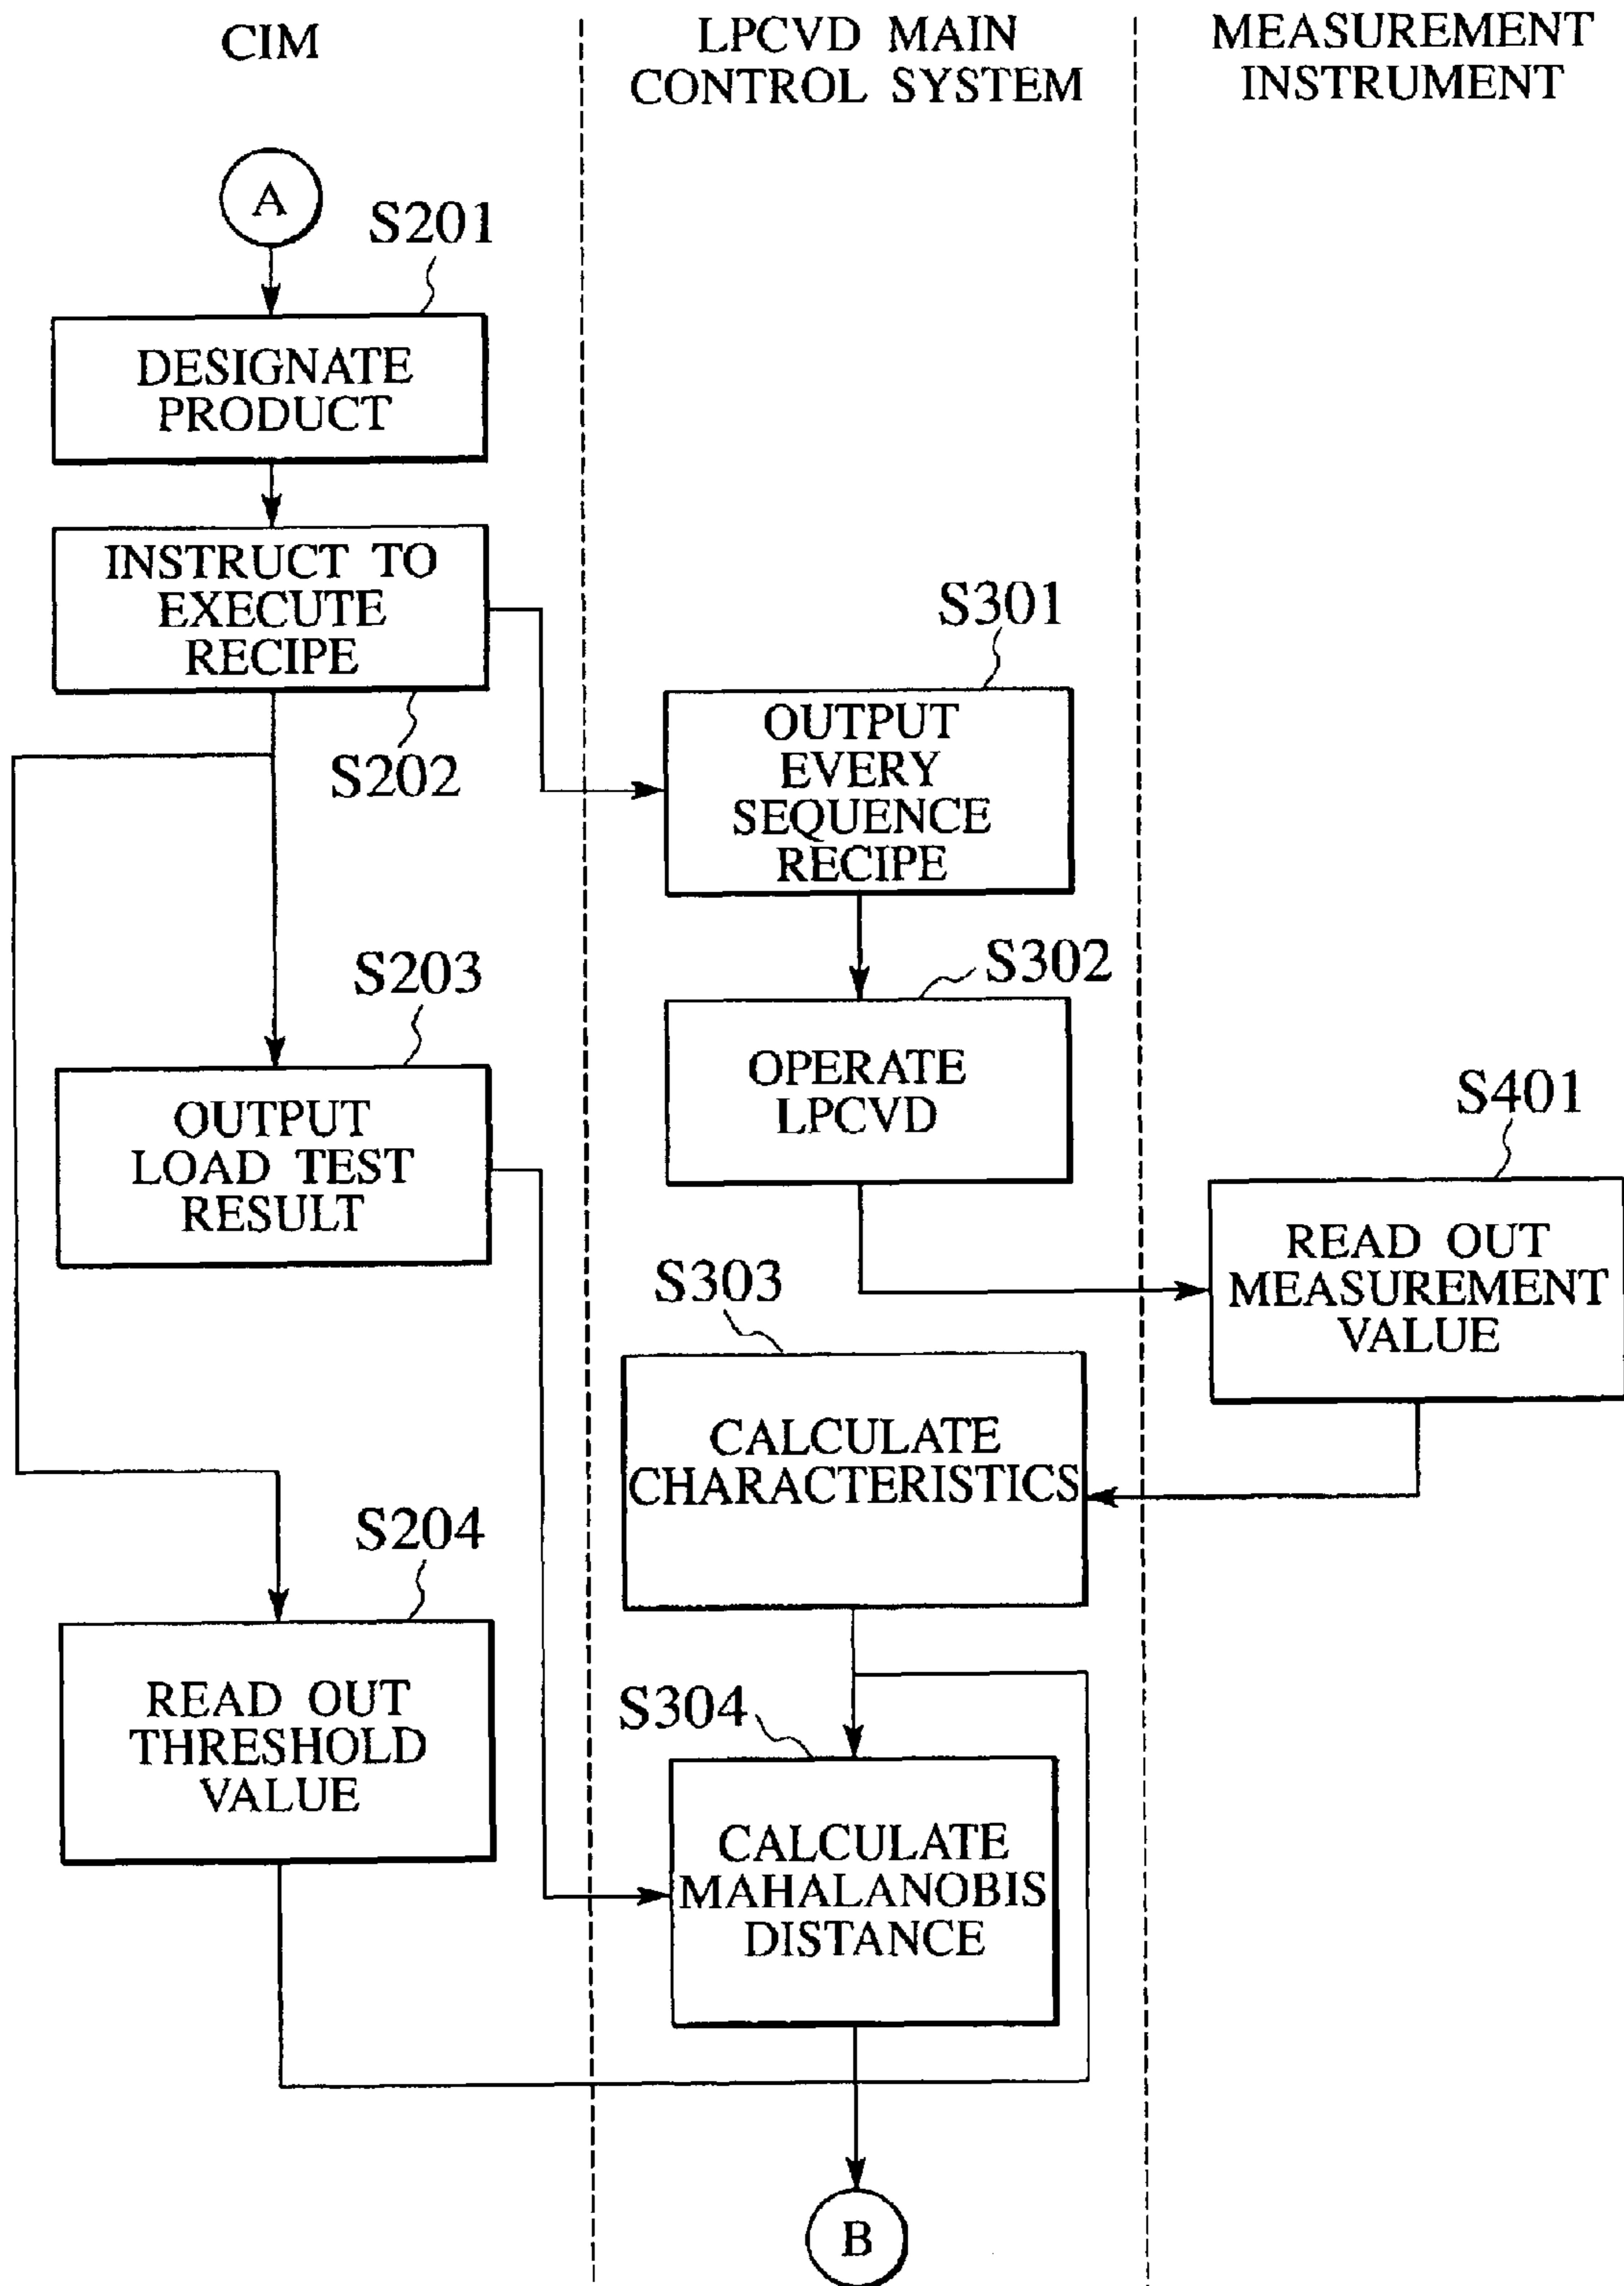 CIM
LPCVD MAIN
CONTROL SYSTEM
MEASUREMENT
INSTRUMENT
A
S201
DESIGNATE
PRODUCT
INSTRUCT TO
EXECUTE
RECIPE
S202
S301
OUTPUT
EVERY
SEQUENCE
RECIPE
S203
OUTPUT
LOAD TEST
RESULT
S302
OPERATE
LPCVD
S401
READ OUT
MEASUREMENT
VALUE
S303
CALCULATE
CHARACTERISTICS
S204
READ OUT
THRESHOLD
VALUE
S304
CALCULATE
MAHALANOBIS
DISTANCE
B